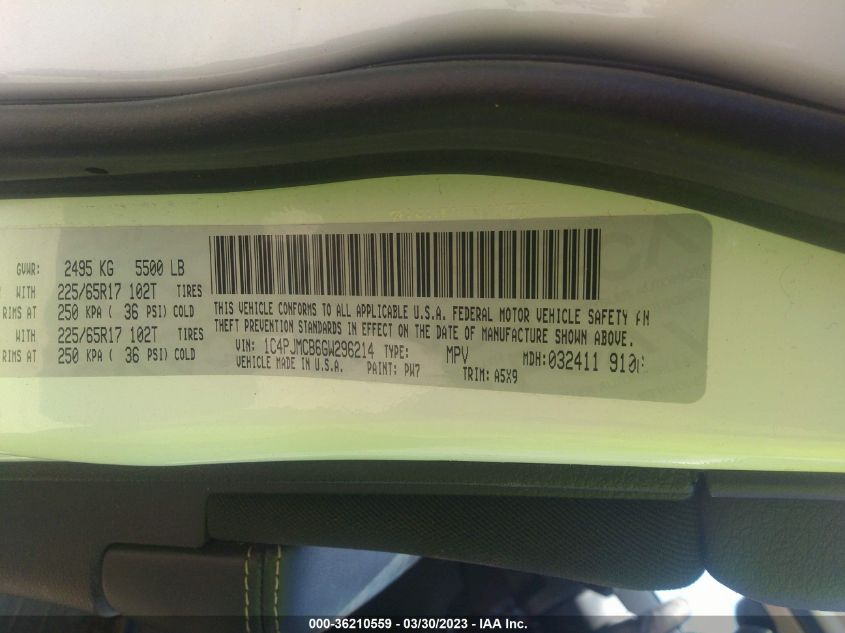 GVWR: 2495 KG 5500 LB
WITH 225/65R17 102T TIRES
RIMS AT 250 KPA ( 36 PSI) COLD
WITH 225/65R17 102T TIRES
RIMS AT 250 KPA ( 36 PSI) COLD
THIS VEHICLE CONFORMS TO ALL APPLICABLE U.S.A. FEDERAL MOTOR VEHICLE SAFETY
THEFT PREVENTION STANDARDS IN EFFECT ON THE DATE OF MANUFACTURE SHOWN ABOVE.
VIN: 1C4PJMCB6GW296214 TYPE: MPV MDH:032411
VEHICLE MADE IN U.S.A. PAINT: PW7 TRIM: A5X9
000-36210559 — 03/30/2023 — IAA Inc.